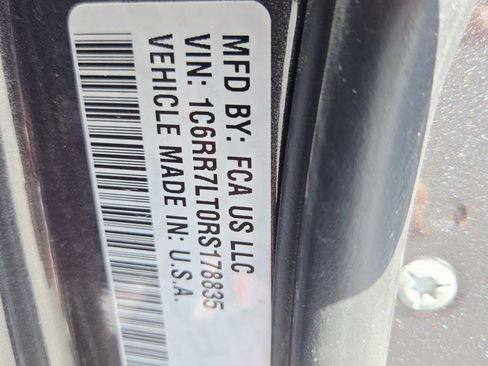 MFD BY: FCA US LLC
VIN: 1C6RR7LT0RS178835
VEHICLE MADE IN: U.S.A.